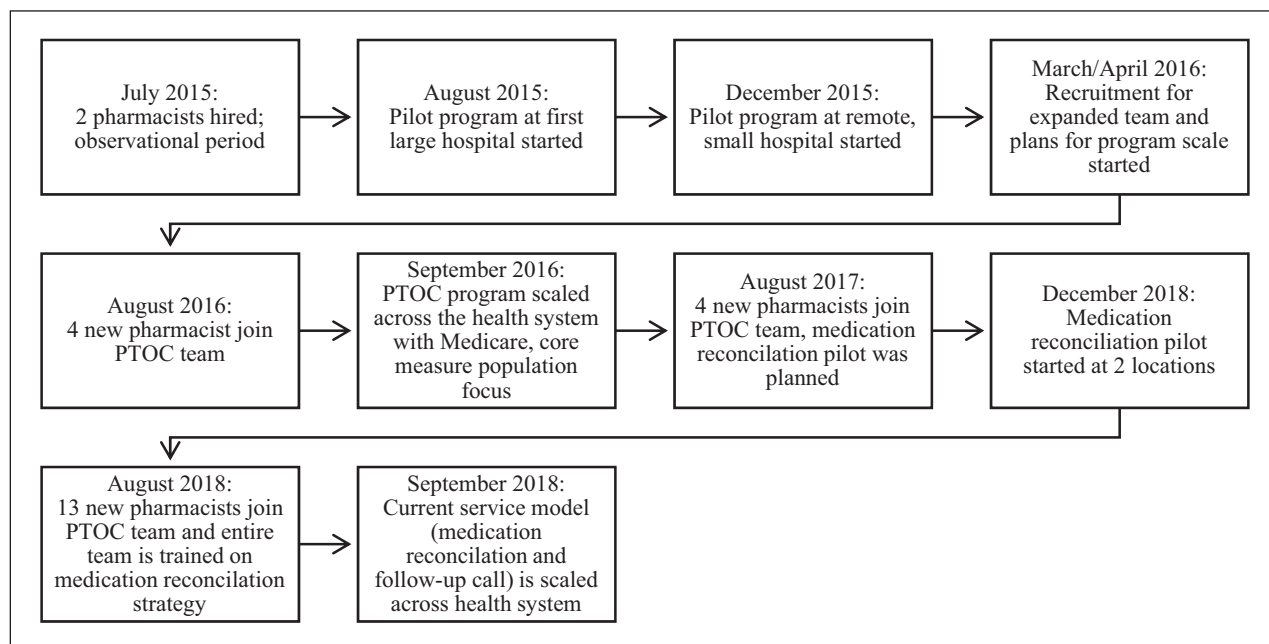 July 2015:
2 pharmacists hired;
observational period
August 2015:
Pilot program at first
large hospital started
December 2015:
Pilot program at remote,
small hospital started
March/April 2016:
Recruitment for
expanded team and
plans for program scale
started
August 2016:
4 new pharmacist join
PTOC team
September 2016:
PTOC program scaled
across the health system
with Medicare, core
measure population
focus
August 2017:
4 new pharmacists join
PTOC team, medication
reconcilation pilot was
planned
December 2018:
Medication
reconciliation pilot
started at 2 locations
August 2018:
13 new pharmacists join
PTOC team and entire
team is trained on
medication reconcilation
strategy
September 2018:
Current service model
(medication
reconcilation and
follow-up call) is scaled
across health system